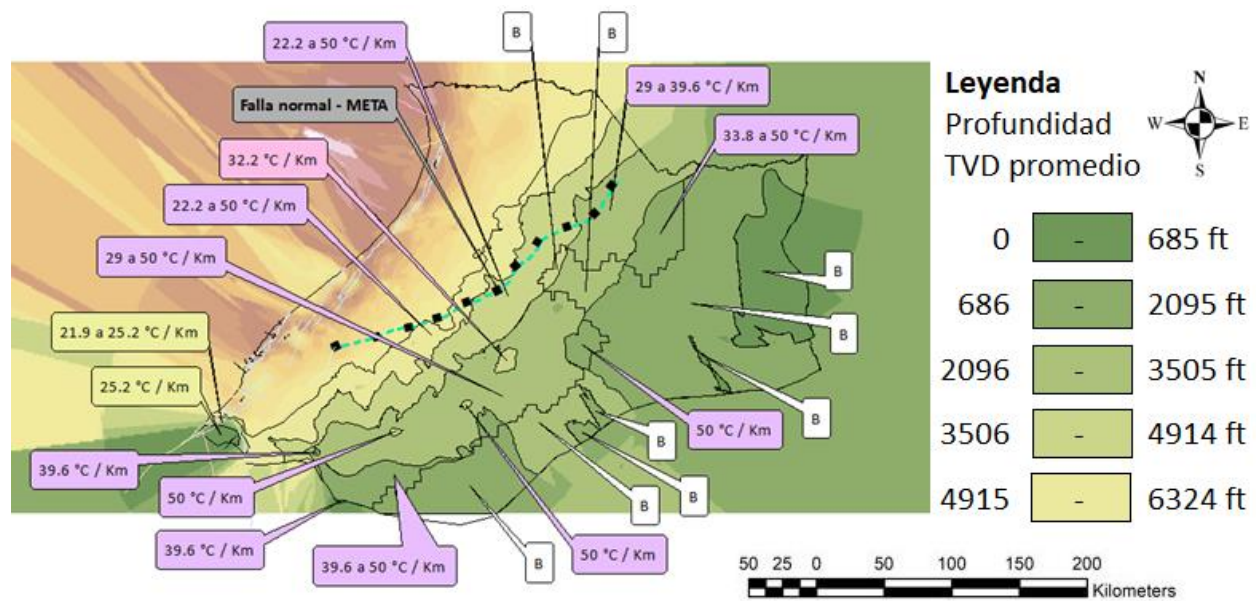 22.2 a 50 °C / Km
B
B
Falla normal - META
29 a 39.6 °C / Km
33.8 a 50 °C / Km
32.2 °C / Km
22.2 a 50 °C / Km
29 a 50 °C / Km
B
21.9 a 25.2 °C / Km
B
25.2 °C / Km
B
50 °C / Km
B
39.6 °C / Km
50 °C / Km
B
B
39.6 °C / Km
39.6 a 50 °C / Km
B
50 °C / Km
Leyenda
Profundidad
TVD promedio
N
W E
S
0 - 685 ft
686 - 2095 ft
2096 - 3505 ft
3506 - 4914 ft
4915 - 6324 ft
50 25 0 50 100 150 200
Kilometers